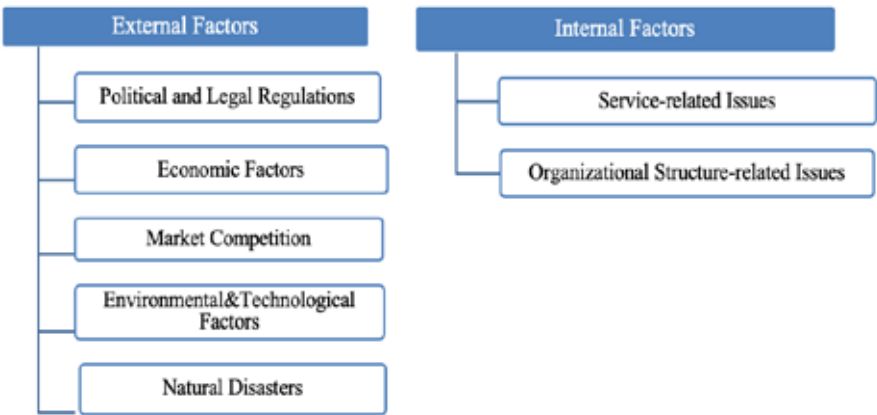 External Factors
Political and Legal Regulations
Economic Factors
Market Competition
Environmental&Technological
Factors
Natural Disasters
Internal Factors
Service-related Issues
Organizational Structure-related Issues